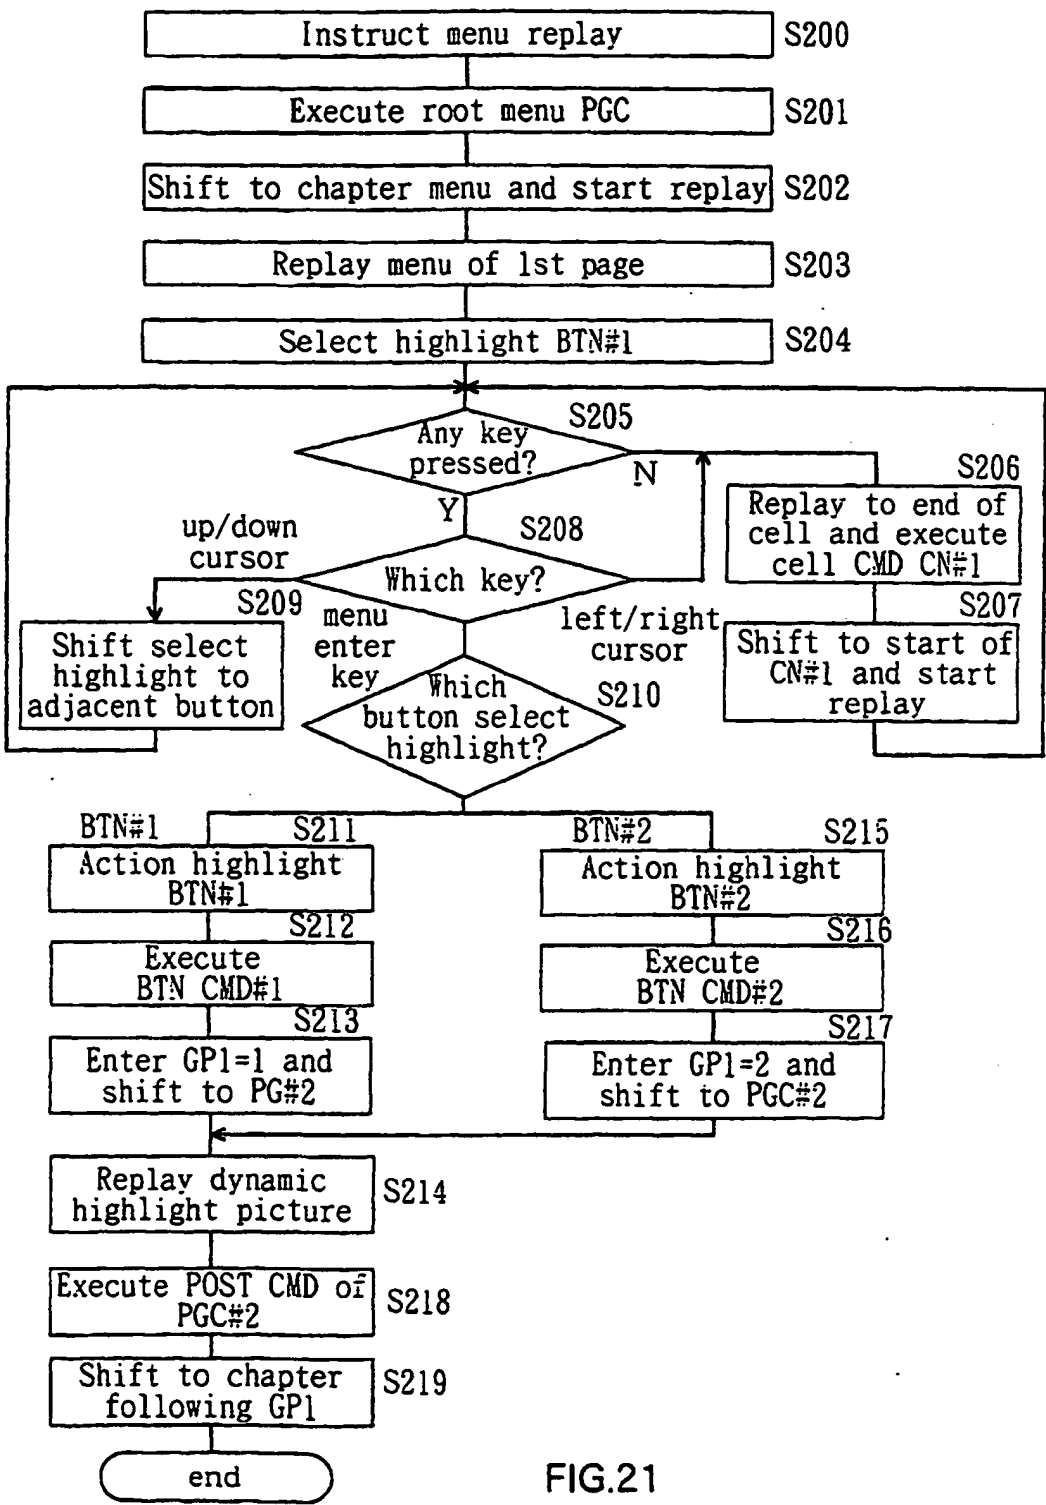 Instruct menu replay
S200
Execute root menu PGC
S201
Shift to chapter menu and start replay
S202
Replay menu of 1st page
S203
Select highlight BTN#1
S204
S205
Any key
pressed?
N
Y
S206
Replay to end of
cell and execute
cell CMD CN#1
S207
Shift to start of
CN#1 and start
replay
S208
Which key?
up/down
cursor
S209
Shift select
highlight to
adjacent button
menu
enter
key
left/right
cursor
S210
Which
button select
highlight?
BTN#1
S211
Action highlight
BTN#1
S212
Execute
BTN CMD#1
S213
Enter GP1=1 and
shift to PG#2
BTN#2
S215
Action highlight
BTN#2
S216
Execute
BTN CMD#2
S217
Enter GP1=2 and
shift to PGC#2
Replay dynamic
highlight picture
S214
Execute POST CMD of
PGC#2
S218
Shift to chapter
following GP1
S219
end
FIG.21